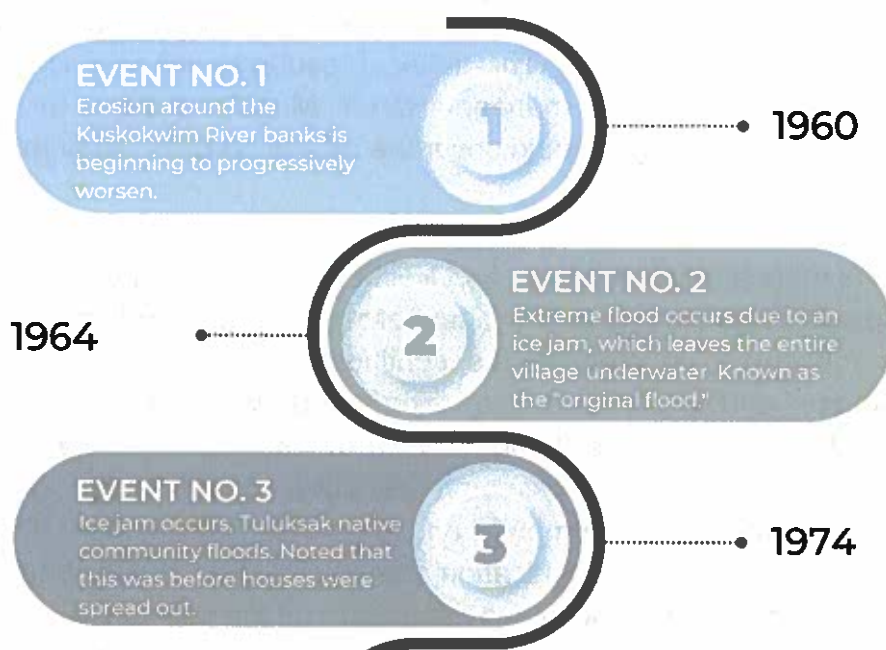 EVENT NO. 1
Erosion around the
Kuskokwim River banks is
beginning to progressively
worsen.
1
1960
EVENT NO. 2
Extreme flood occurs due to an
ice jam, which leaves the entire
village underwater. Known as
the "original flood."
2
1964
EVENT NO. 3
Ice jam occurs, Tuluksak native
community floods. Noted that
this was before houses were
spread out.
3
1974